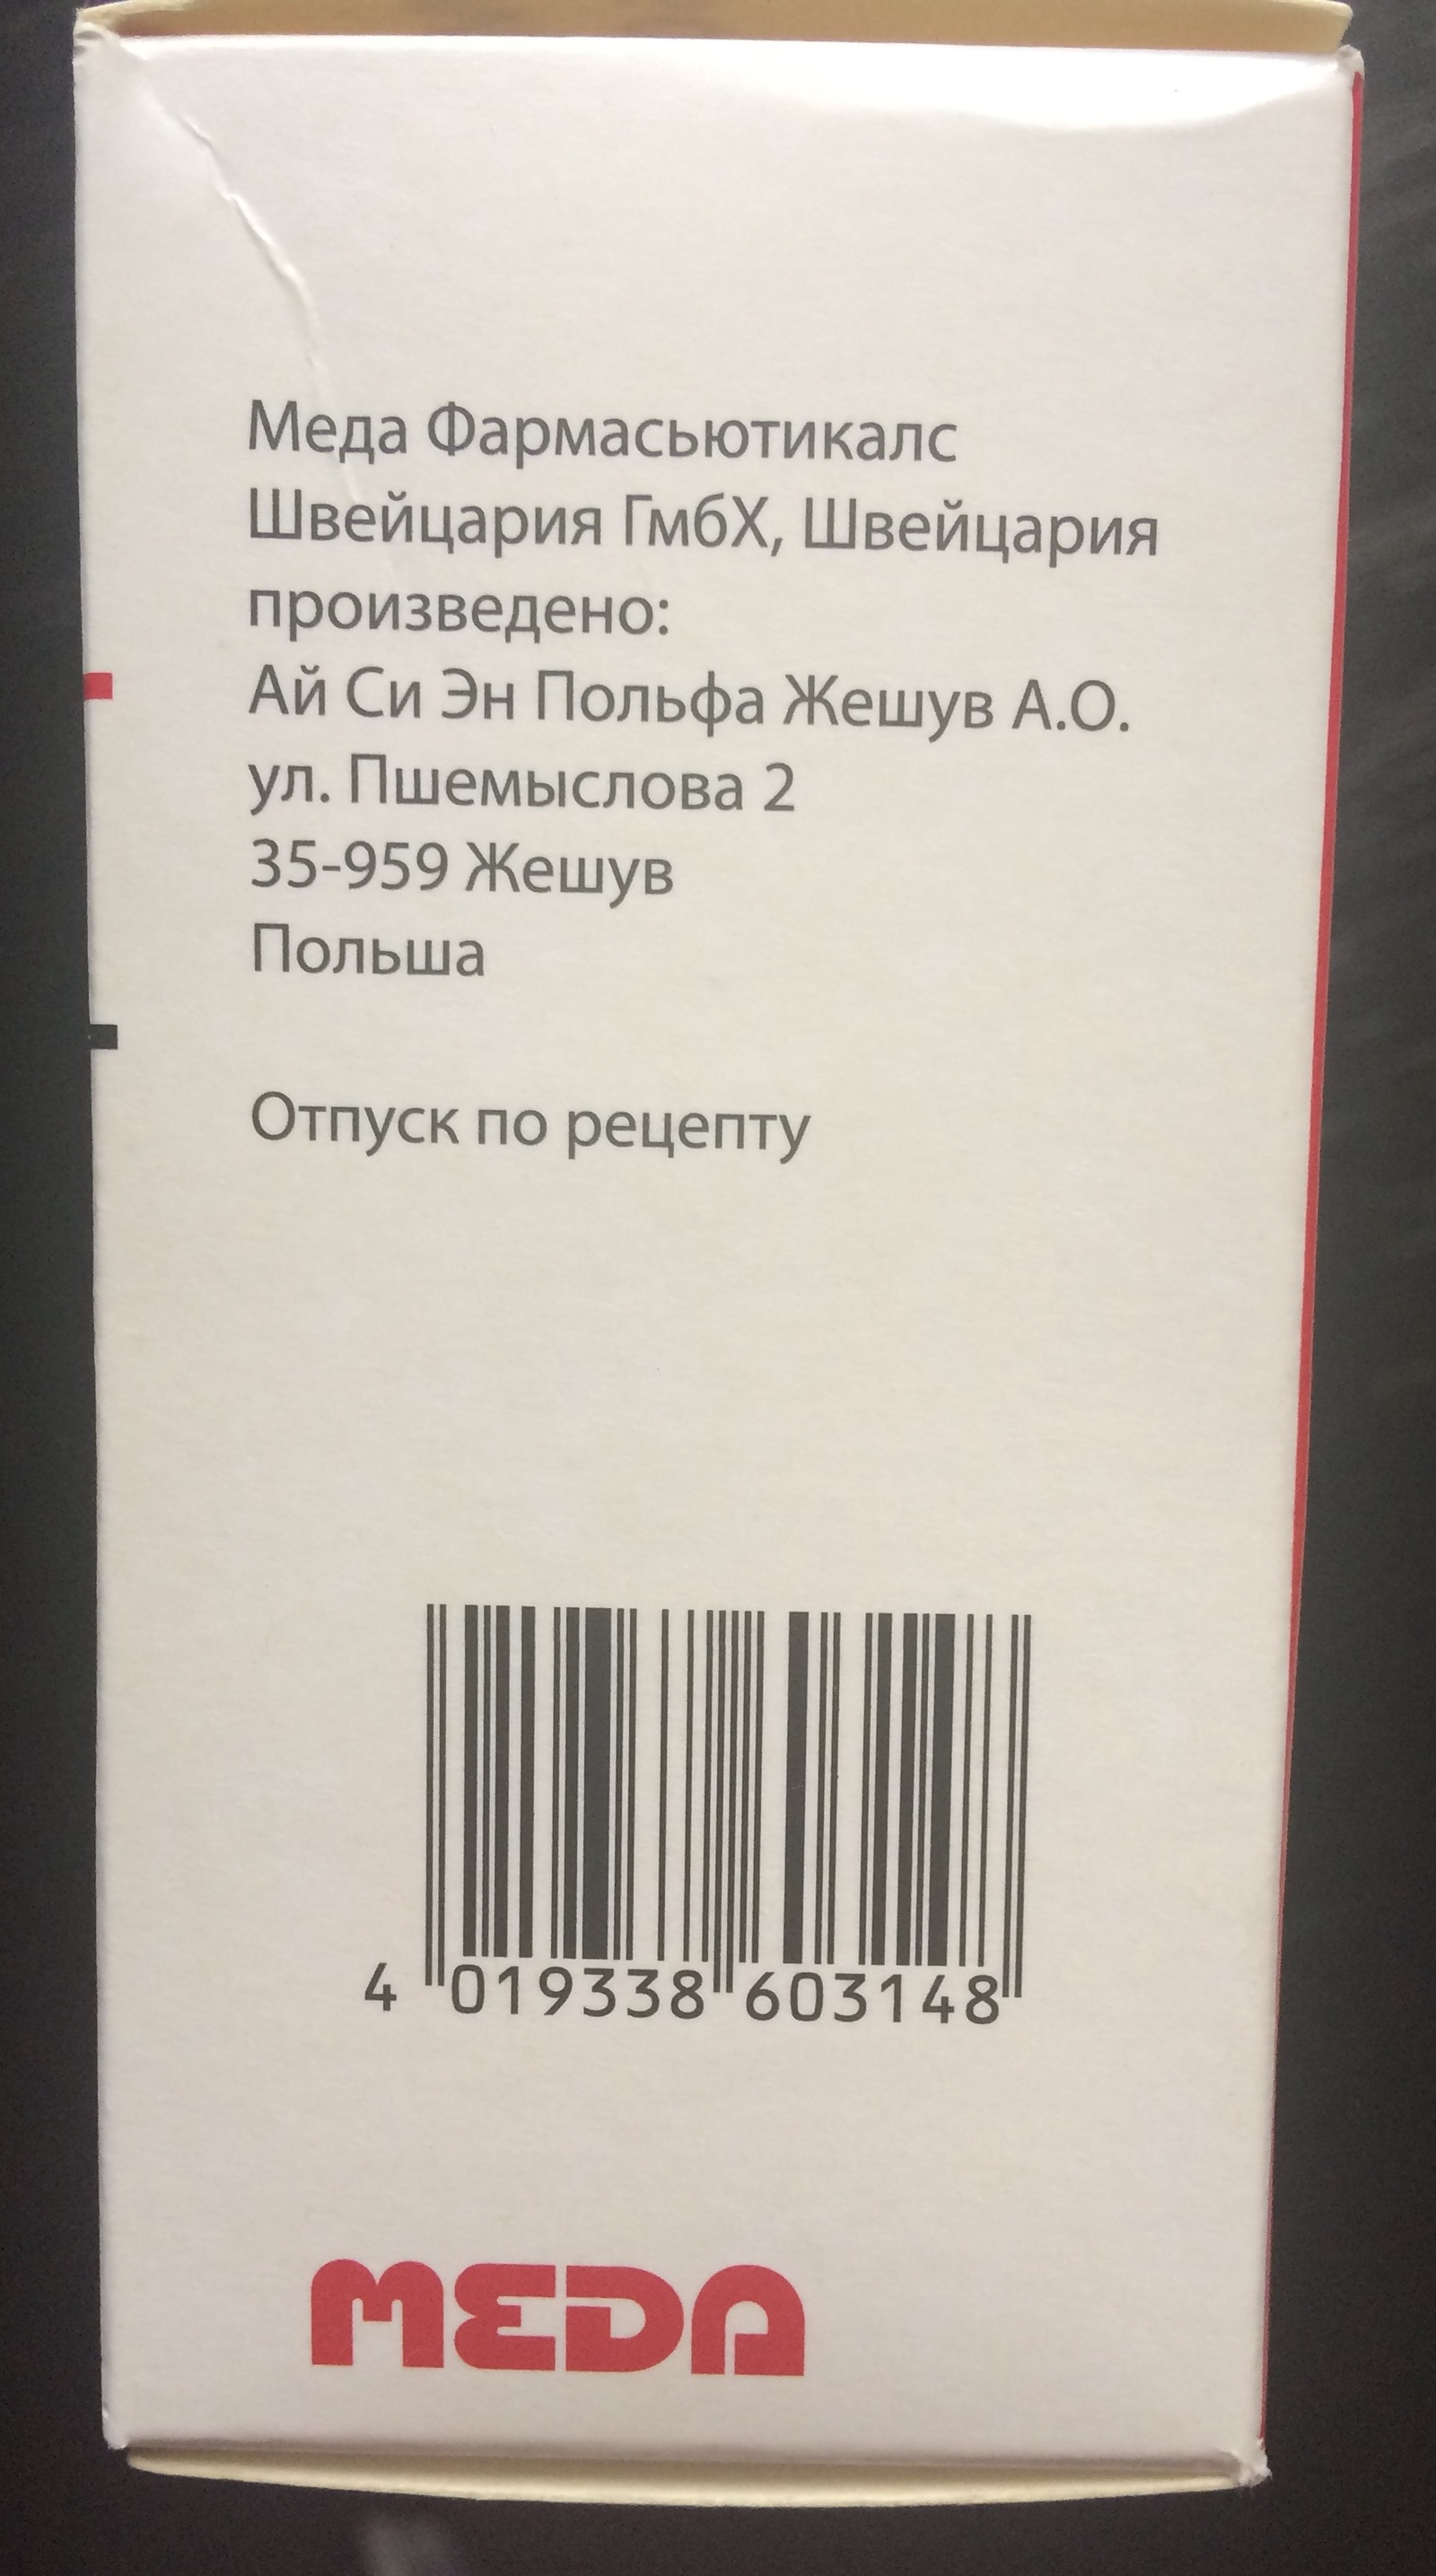 Меда Фармасьютикалс
Швейцария ГмбХ, Швейцария
произведено:
Ай Си Эн Польфа Жешув А.О.
ул. Пшемыслова 2
35-959 Жешув
Польша
Отпуск по рецепту
4 019338 603148
MEDA